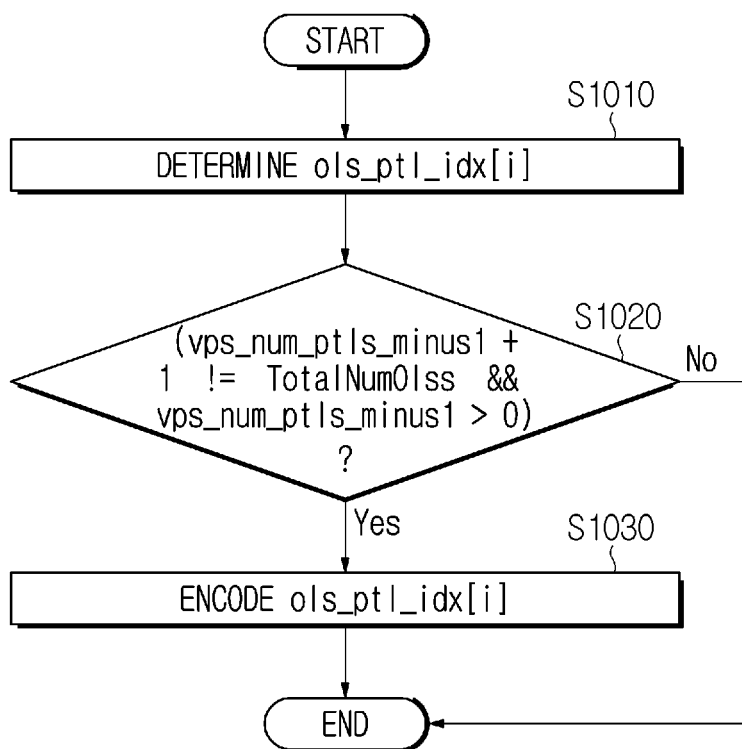 START
S1010
DETERMINE ols_ptl_idx[i]
S1020
(vps_num_ptls_minus1 +
1 != TotalNumOlss &&
vps_num_ptls_minus1 > 0)
?
No
Yes
S1030
ENCODE ols_ptl_idx[i]
END